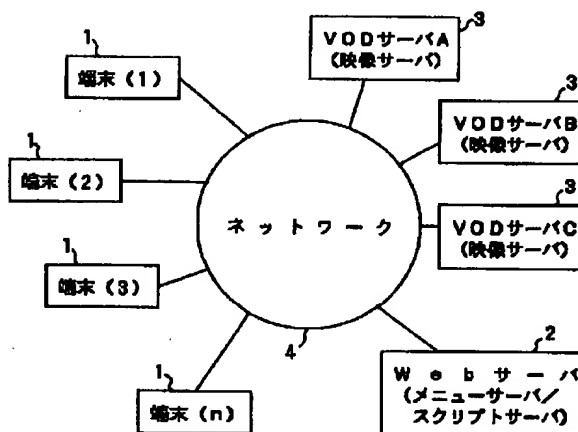 1
端末(1)
3
VODサーバA
(映像サーバ)
1
端末(2)
3
VODサーバB
(映像サーバ)
ネットワーク
3
VODサーバC
(映像サーバ)
1
端末(3)
4
1
端末(n)
2
Webサーバ
(メニューサーバ/
スクリプトサーバ)